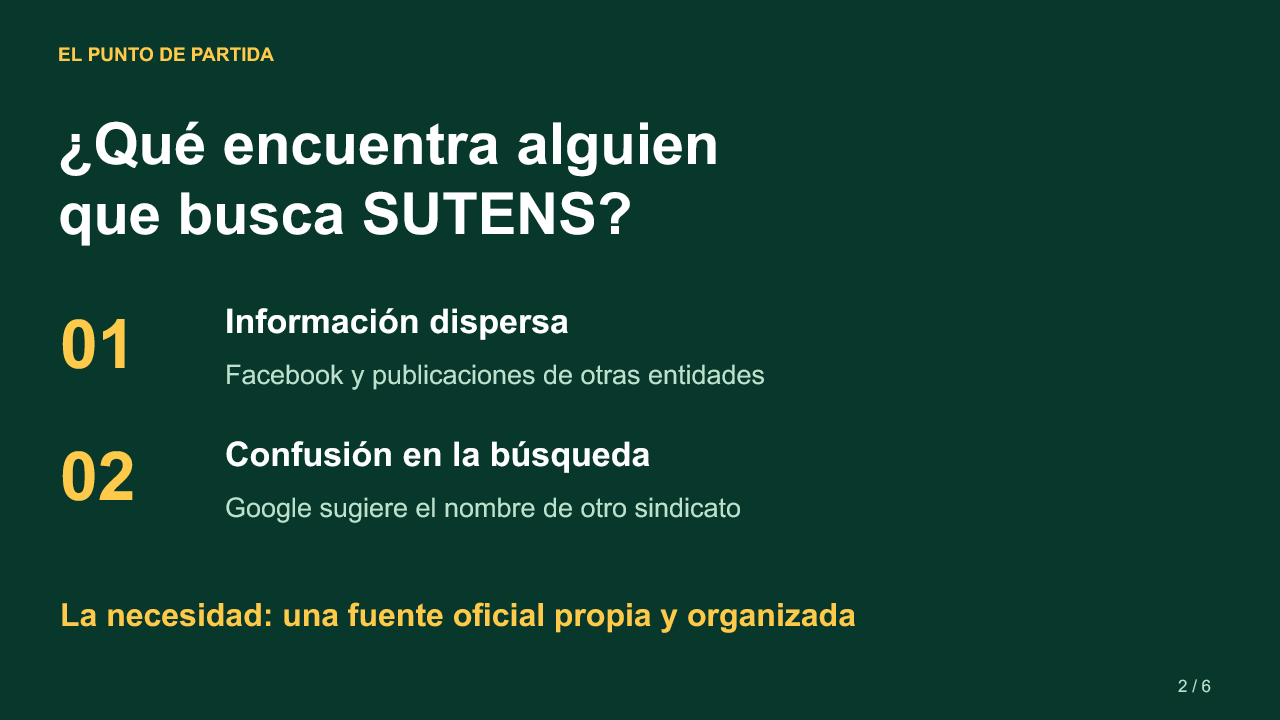 EL PUNTO DE PARTIDA
¿Qué encuentra alguien
que busca SUTENS?
01
Información dispersa
Facebook y publicaciones de otras entidades
02
Confusión en la búsqueda
Google sugiere el nombre de otro sindicato
La necesidad: una fuente oficial propia y organizada
2 / 6